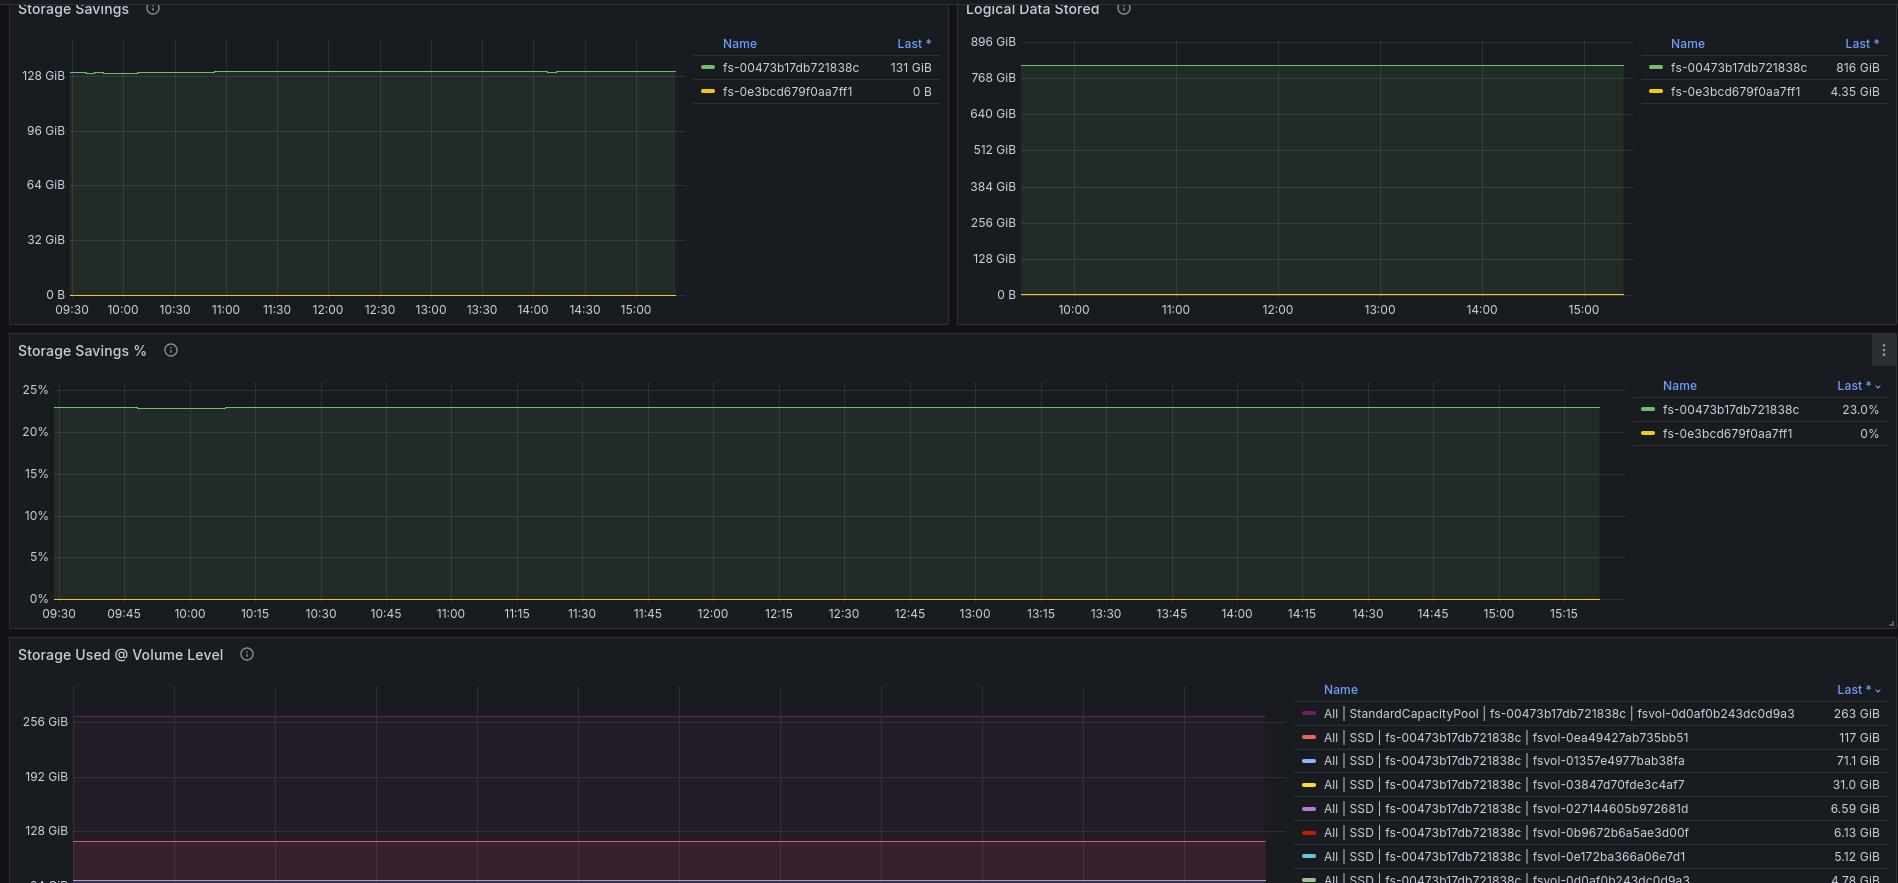 Storage Savings
Name Last *
fs-00473b17db721838c 131 GiB
fs-0e3bcd679f0aa7ff1 0 B
128 GiB
96 GiB
64 GiB
32 GiB
0 B
09:30 10:00 10:30 11:00 11:30 12:00 12:30 13:00 13:30 14:00 14:30 15:00
Logical Data Stored
Name Last *
fs-00473b17db721838c 816 GiB
fs-0e3bcd679f0aa7ff1 4.35 GiB
896 GiB
768 GiB
640 GiB
512 GiB
384 GiB
256 GiB
128 GiB
0 B
10:00 11:00 12:00 13:00 14:00 15:00
Storage Savings %
Name Last *
fs-00473b17db721838c 23.0%
fs-0e3bcd679f0aa7ff1 0%
25%
20%
15%
10%
5%
0%
09:30 09:45 10:00 10:15 10:30 10:45 11:00 11:15 11:30 11:45 12:00 12:15 12:30 12:45 13:00 13:15 13:30 13:45 14:00 14:15 14:30 14:45 15:00 15:15
Storage Used @ Volume Level
256 GiB
192 GiB
128 GiB
64 GiB
Name Last *
All | StandardCapacityPool | fs-00473b17db721838c | fsvol-0d0af0b243dc0d9a3 263 GiB
All | SSD | fs-00473b17db721838c | fsvol-0ea49427ab735bb51 117 GiB
All | SSD | fs-00473b17db721838c | fsvol-01357e4977bab38fa 71.1 GiB
All | SSD | fs-00473b17db721838c | fsvol-03847d70fde3c4af7 31.0 GiB
All | SSD | fs-00473b17db721838c | fsvol-027144605b972681d 6.59 GiB
All | SSD | fs-00473b17db721838c | fsvol-0b9672b6a5ae3d00f 6.13 GiB
All | SSD | fs-00473b17db721838c | fsvol-0e172ba366a06e7d1 5.12 GiB
All | SSD | fs-00473b17db721838c | fsvol-0d0af0b243dc0d9a3 4.78 GiB